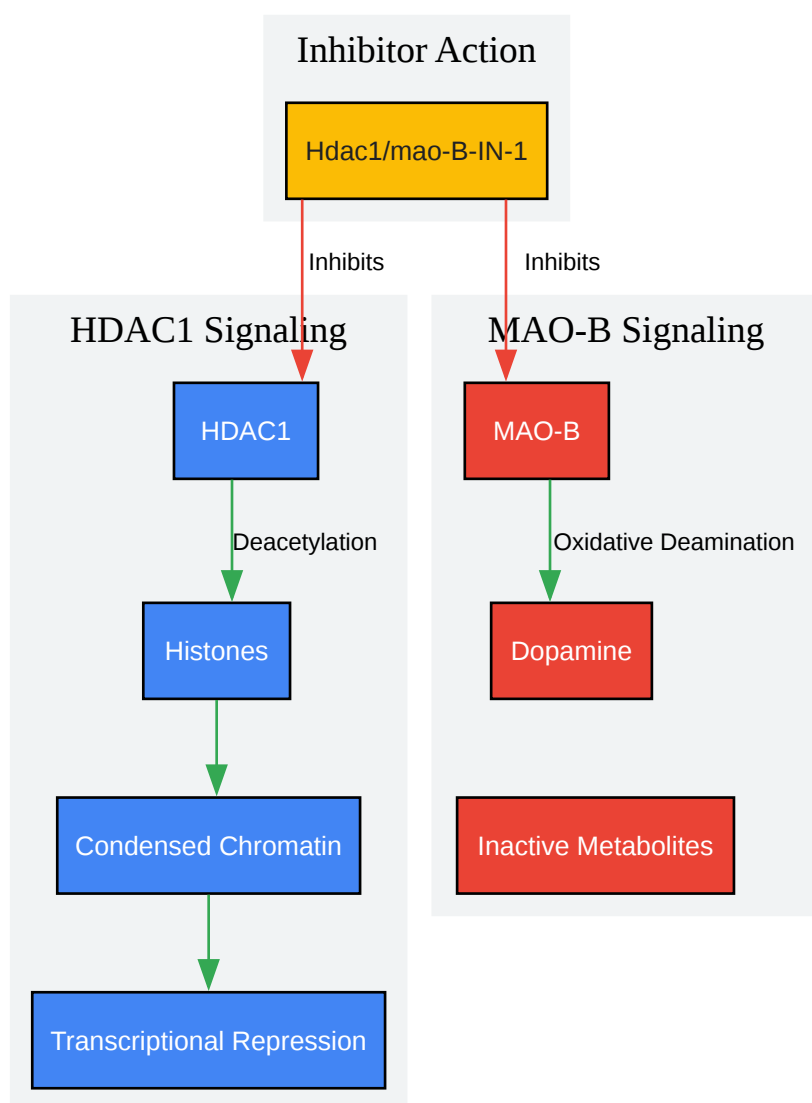 Inhibitor Action
Hdac1/mao-B-IN-1
Inhibits
Inhibits
HDAC1 Signaling
MAO-B Signaling
HDAC1
MAO-B
Deacetylation
Oxidative Deamination
Histones
Dopamine
Condensed Chromatin
Inactive Metabolites
Transcriptional Repression